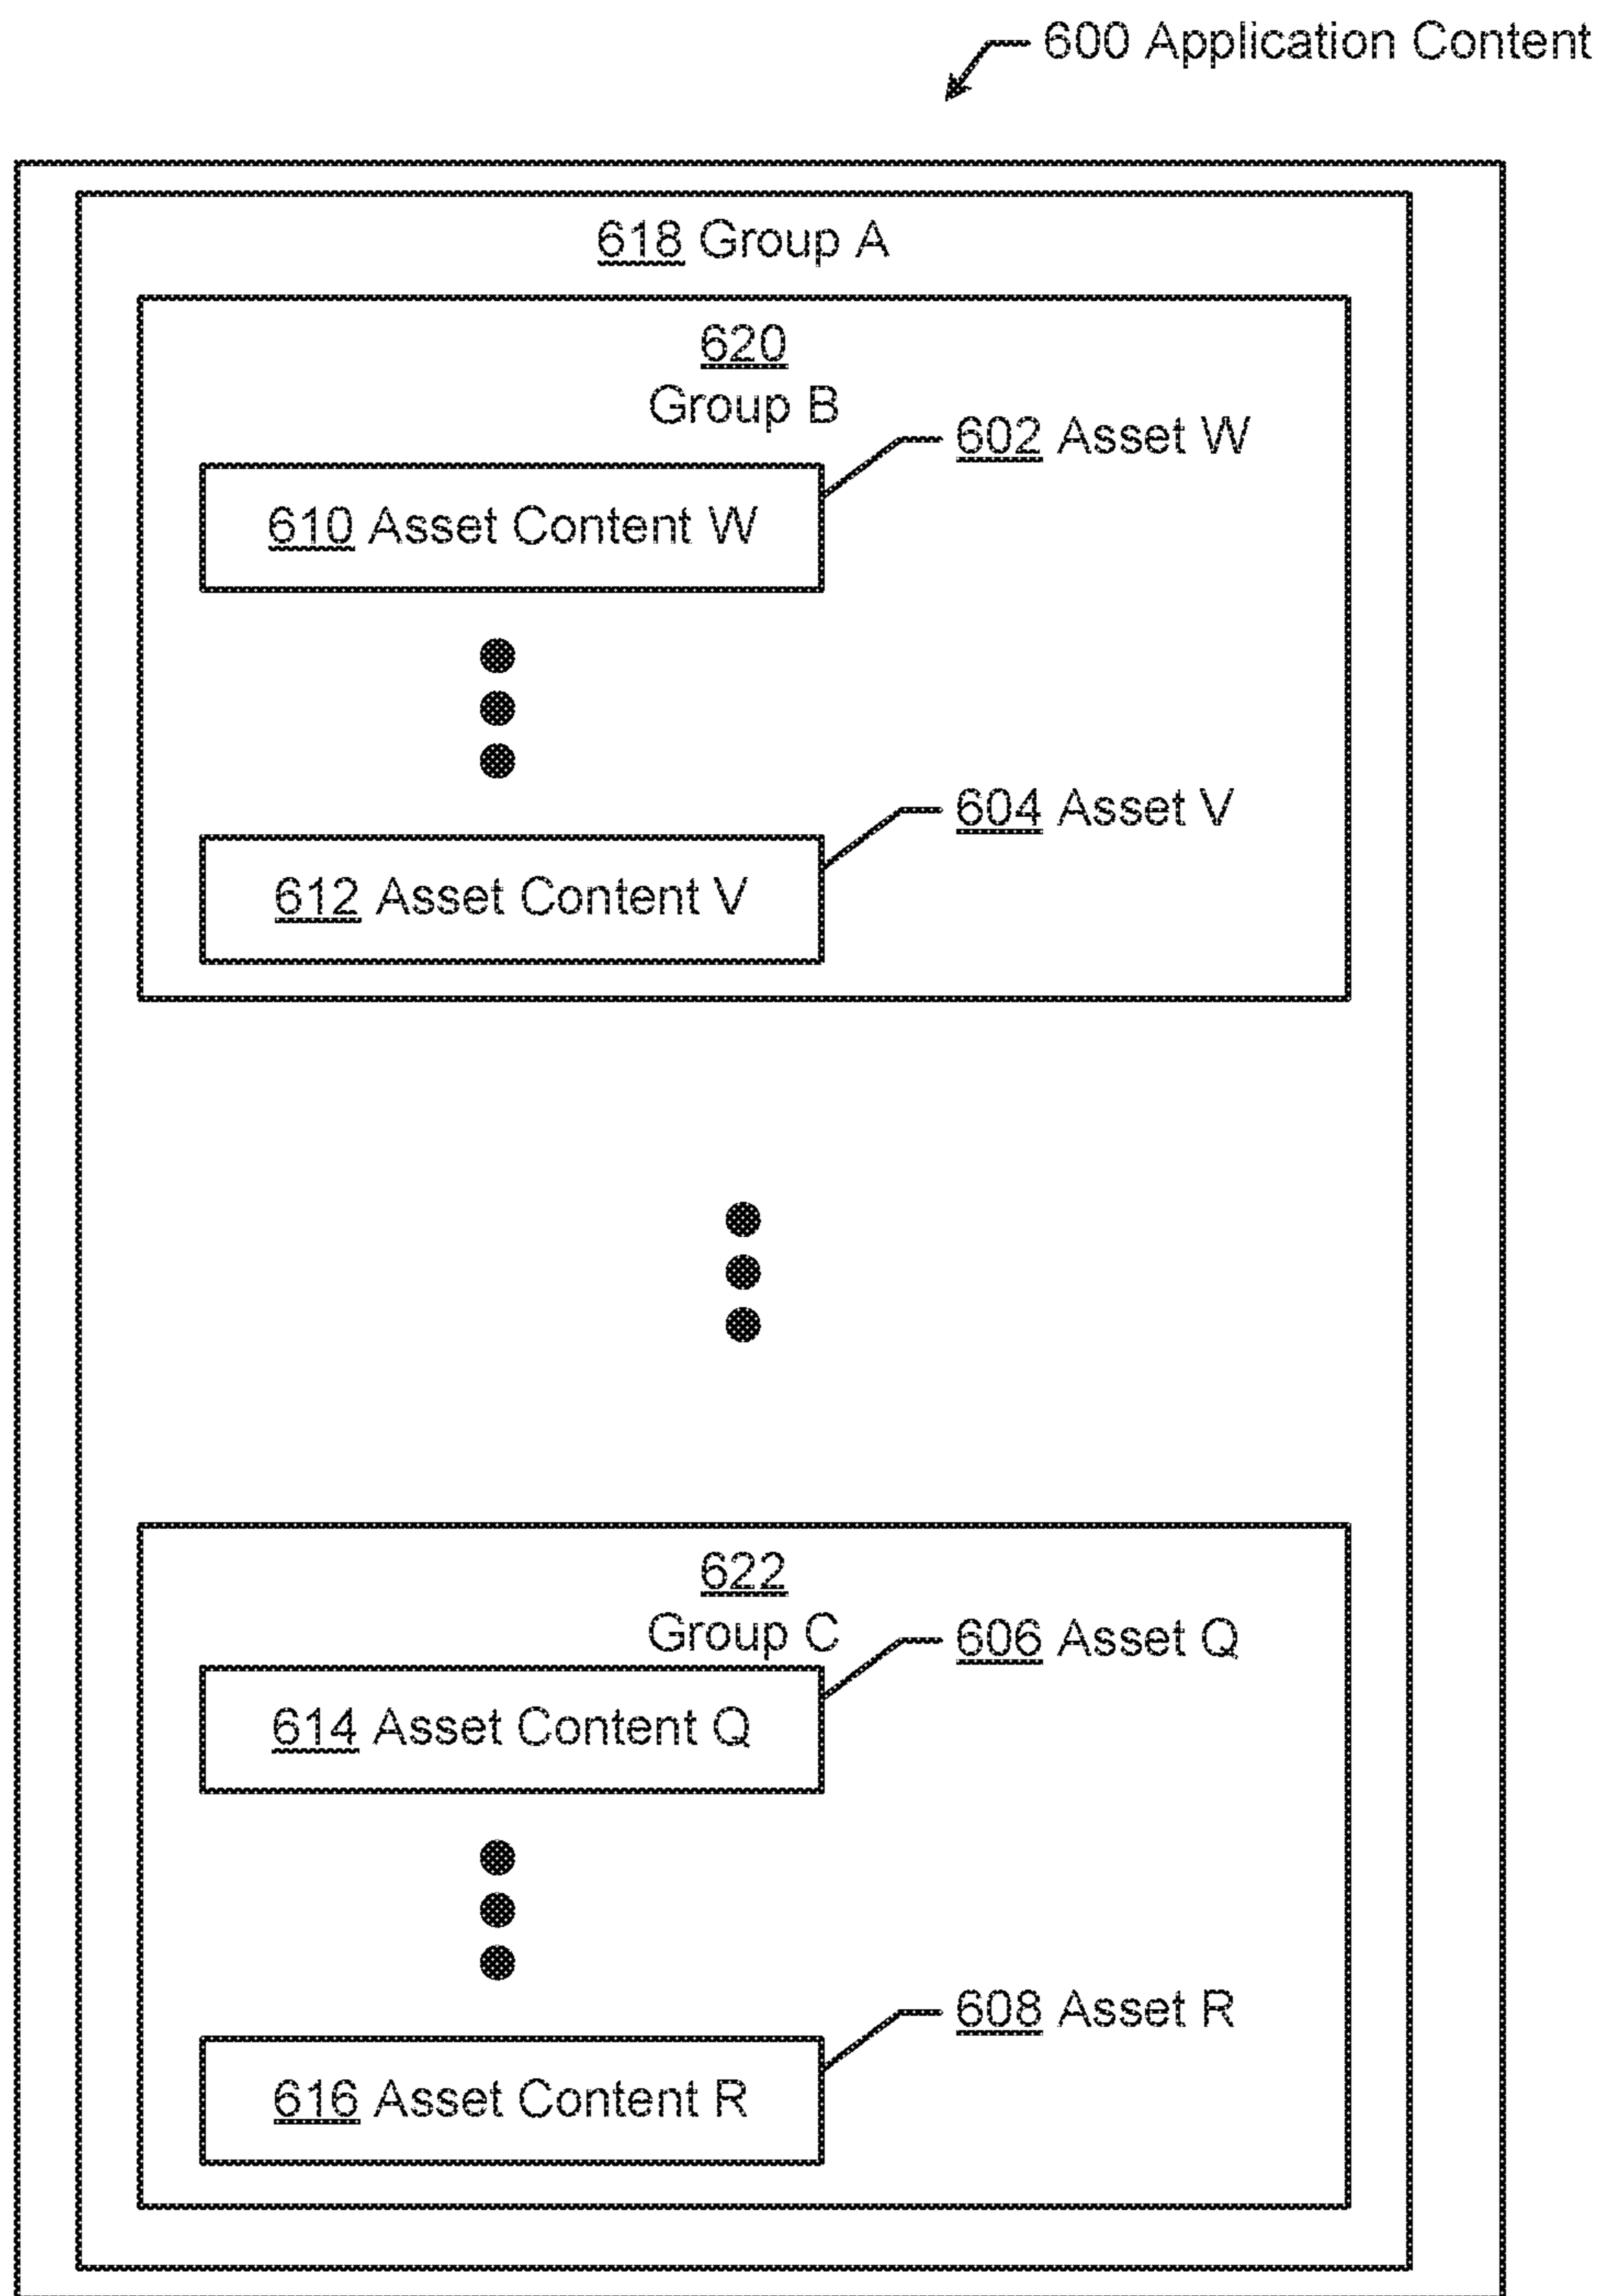 600 Application Content
618 Group A
620
Group B
602 Asset W
610 Asset Content W
604 Asset V
612 Asset Content V
622
Group C
606 Asset Q
614 Asset Content Q
608 Asset R
616 Asset Content R